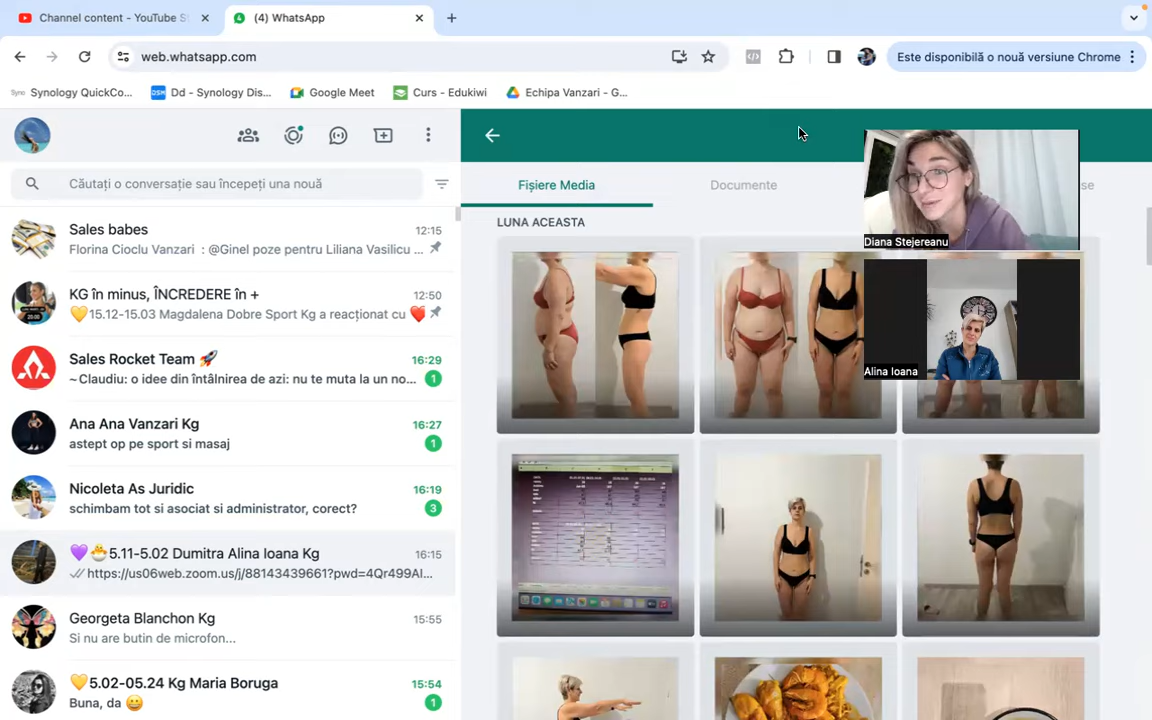 Channel content - YouTube S
(4) WhatsApp
web.whatsapp.com
Este disponibilă o nouă versiune Chrome
Synology QuickCo...
Dd - Synology Dis...
Google Meet
Curs - Edukiwi
Echipa Vanzari - G...
Căutați o conversație sau începeți una nouă
Sales babes
12:15
Florina Cioclu Vanzari : @Ginel poze pentru Liliana Vasilicu ...
KG în minus, ÎNCREDERE în +
12:50
💛15.12-15.03 Magdalena Dobre Sport Kg a reacționat cu ❤️
Sales Rocket Team 🚀
16:29
~Claudiu: o idee din întâlnirea de azi: nu te muta la un no...
1
Ana Ana Vanzari Kg
16:27
astept op pe sport si masaj
1
Nicoleta As Juridic
16:19
schimbam tot si asociat si administrator, corect?
3
💜🐣5.11-5.02 Dumitra Alina Ioana Kg
16:15
https://us06web.zoom.us/j/88143439661?pwd=4Qr499Al...
Georgeta Blanchon Kg
15:55
Si nu are butin de microfon...
💛5.02-05.24 Kg Maria Boruga
15:54
Buna, da 😀
1
Fișiere Media
Documente
se
LUNA ACEASTA
Diana Stejereanu
Alina Ioana